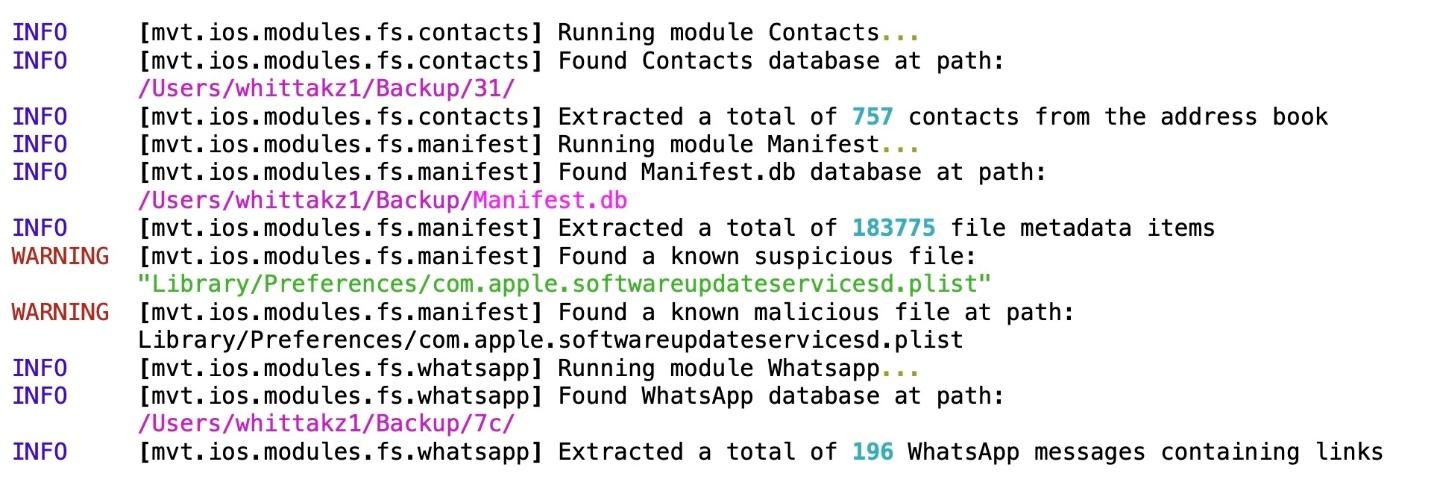 INFO [mvt.ios.modules.fs.contacts] Running module Contacts...
INFO [mvt.ios.modules.fs.contacts] Found Contacts database at path:
/Users/whittakz1/Backup/31/
INFO [mvt.ios.modules.fs.contacts] Extracted a total of 757 contacts from the address book
INFO [mvt.ios.modules.fs.manifest] Running module Manifest...
INFO [mvt.ios.modules.fs.manifest] Found Manifest.db database at path:
/Users/whittakz1/Backup/Manifest.db
INFO [mvt.ios.modules.fs.manifest] Extracted a total of 183775 file metadata items
WARNING [mvt.ios.modules.fs.manifest] Found a known suspicious file:
"Library/Preferences/com.apple.softwareupdateservicesd.plist"
WARNING [mvt.ios.modules.fs.manifest] Found a known malicious file at path:
Library/Preferences/com.apple.softwareupdateservicesd.plist
INFO [mvt.ios.modules.fs.whatsapp] Running module Whatsapp...
INFO [mvt.ios.modules.fs.whatsapp] Found WhatsApp database at path:
/Users/whittakz1/Backup/7c/
INFO [mvt.ios.modules.fs.whatsapp] Extracted a total of 196 WhatsApp messages containing links